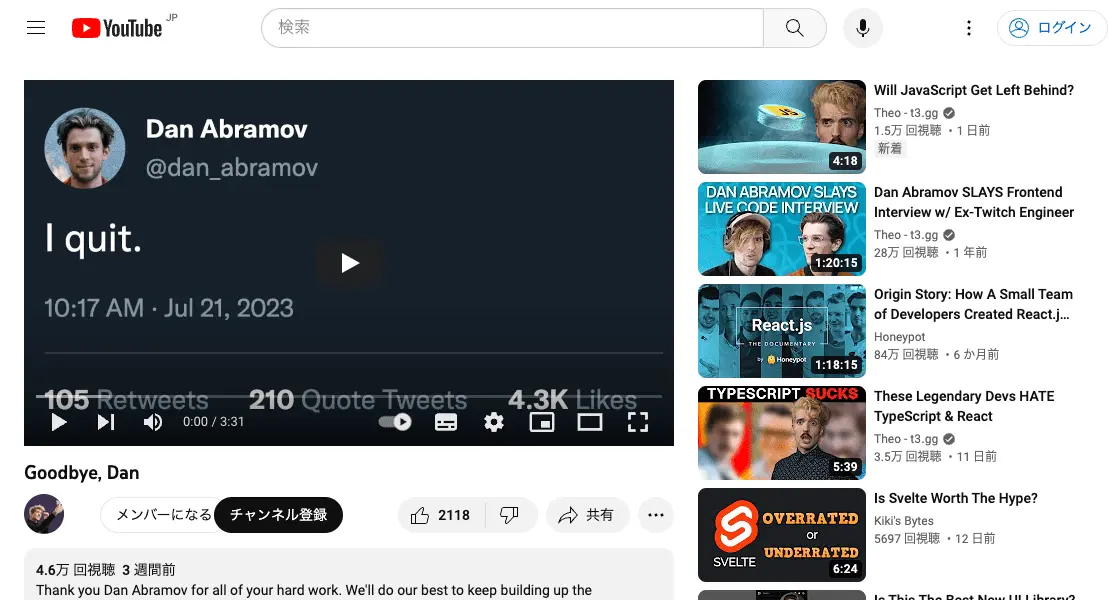 YouTube JP
検索
ログイン
Dan Abramov
@dan_abramov
I quit.
10:17 AM · Jul 21, 2023
105 Retweets 210 Quote Tweets 4.3K Likes
0:00 / 3:31
Goodbye, Dan
メンバーになる
チャンネル登録
2118
共有
4.6万 回視聴 3 週間前
Thank you Dan Abramov for all of your hard work. We'll do our best to keep building up the
JS
4:18
Will JavaScript Get Left Behind?
Theo - t3.gg
1.5万 回視聴 ・1 日前
新着
DAN ABRAMOV SLAYS
LIVE CODE INTERVIEW
1:20:15
Dan Abramov SLAYS Frontend
Interview w/ Ex-Twitch Engineer
Theo - t3.gg
28万 回視聴 ・1 年前
React.js
THE DOCUMENTARY
by Honeypot
1:18:15
Origin Story: How A Small Team
of Developers Created React.j...
Honeypot
84万 回視聴 ・6 か月前
TYPESCRIPT SUCKS
5:39
These Legendary Devs HATE
TypeScript & React
Theo - t3.gg
3.5万 回視聴 ・11 日前
SVELTE
OVERRATED
or
UNDERRATED
6:24
Is Svelte Worth The Hype?
Kiki's Bytes
5697 回視聴 ・12 日前
Is This The Best New UI Library?